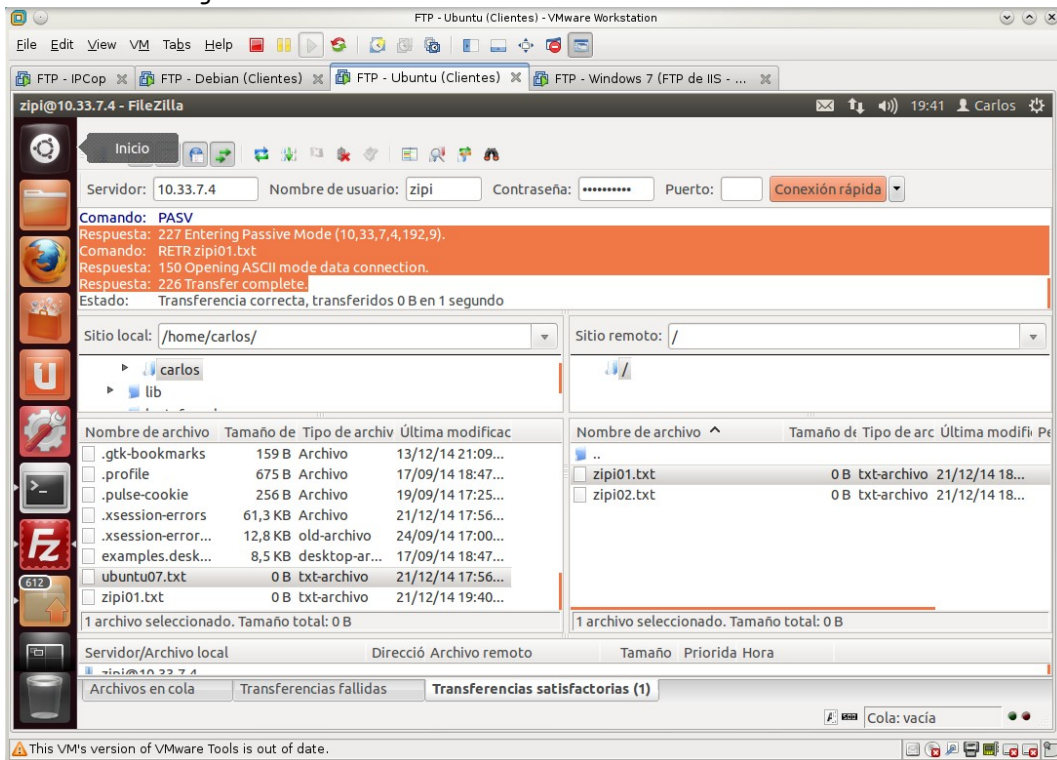 FTP - Ubuntu (Clientes) - VMware Workstation
File Edit View VM Tabs Help
FTP - IPCop FTP - Debian (Clientes) FTP - Ubuntu (Clientes) FTP - Windows 7 (FTP de IIS - ...
zipi@10.33.7.4 - FileZilla 19:41 Carlos
Inicio
Servidor: 10.33.7.4 Nombre de usuario: zipi Contraseña: •••••••••• Puerto: Conexión rápida
Comando: PASV
Respuesta: 227 Entering Passive Mode (10,33,7,4,192,9).
Comando: RETR zipi01.txt
Respuesta: 150 Opening ASCII mode data connection.
Respuesta: 226 Transfer complete.
Estado: Transferencia correcta, transferidos 0 B en 1 segundo
Sitio local: /home/carlos/ Sitio remoto: /
carlos /
lib
Nombre de archivo Tamaño de Tipo de archiv Última modificac Nombre de archivo Tamaño de Tipo de arc Última modifi Pe
.gtk-bookmarks 159 B Archivo 13/12/14 21:09... ..
.profile 675 B Archivo 17/09/14 18:47... zipi01.txt 0 B txt-archivo 21/12/14 18...
.pulse-cookie 256 B Archivo 19/09/14 17:25... zipi02.txt 0 B txt-archivo 21/12/14 18...
.xsession-errors 61,3 KB Archivo 21/12/14 17:56...
.xsession-error... 12,8 KB old-archivo 24/09/14 17:00...
examples.desk... 8,5 KB desktop-ar... 17/09/14 18:47...
ubuntu07.txt 0 B txt-archivo 21/12/14 17:56...
zipi01.txt 0 B txt-archivo 21/12/14 19:40...
612
1 archivo seleccionado. Tamaño total: 0 B 1 archivo seleccionado. Tamaño total: 0 B
Servidor/Archivo local Direcció Archivo remoto Tamaño Priorida Hora
zipi@10.33.7.4
Archivos en cola Transferencias fallidas Transferencias satisfactorias (1)
Cola: vacía
This VM's version of VMware Tools is out of date.